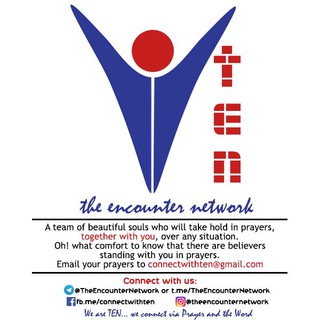 ten
the encounter network
A team of beautiful souls who will take hold in prayers,
together with you, over any situation.
Oh! what comfort to know that there are believers
standing with you in prayers.
Email your prayers to connectwithten@gmail.com
Connect with us:
@TheEncounterNetwork or t.me/TheEncounterNetwork
fb.me/connectwithten @theencounternetwork
We are TEN... we connect via Prayer and the Word